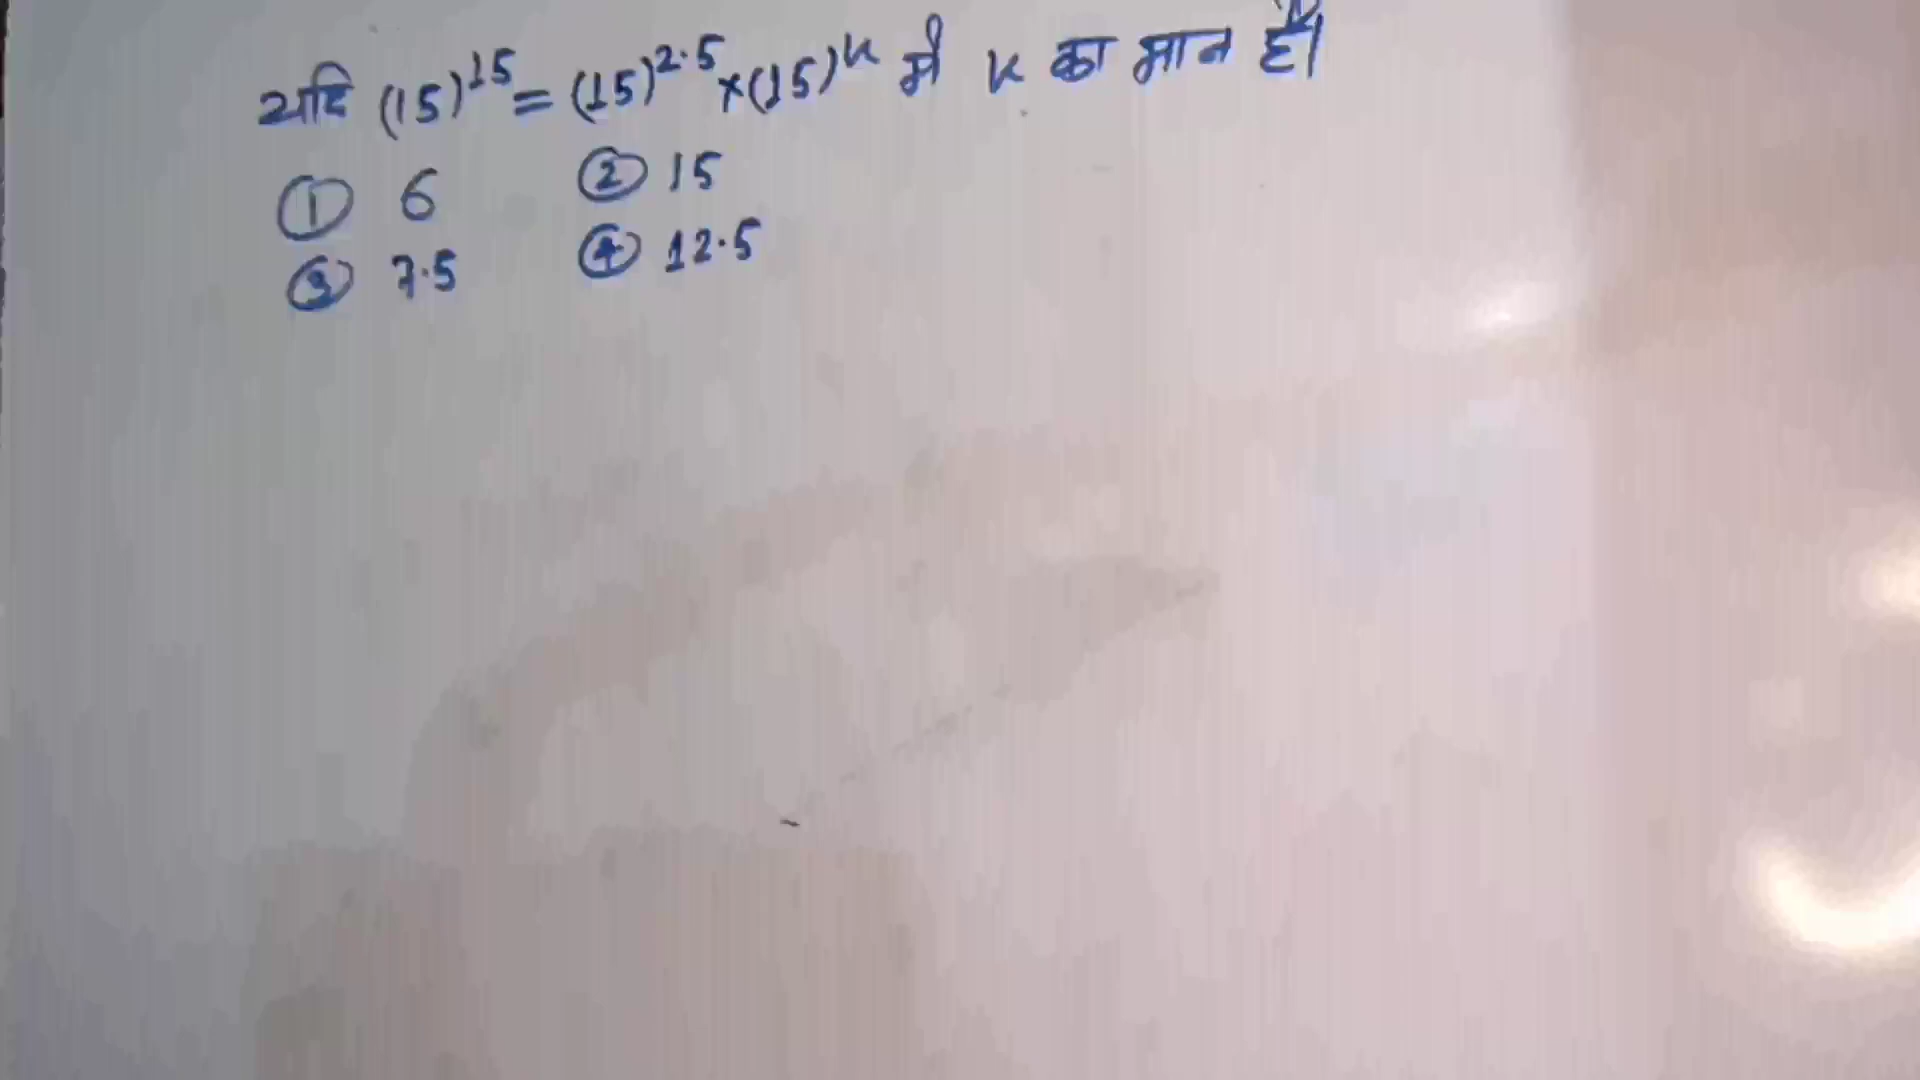 यदि (15)^15 = (15)^2.5 × (15)^k में k का मान है।
① 6 ② 15
③ 7.5 ④ 12.5